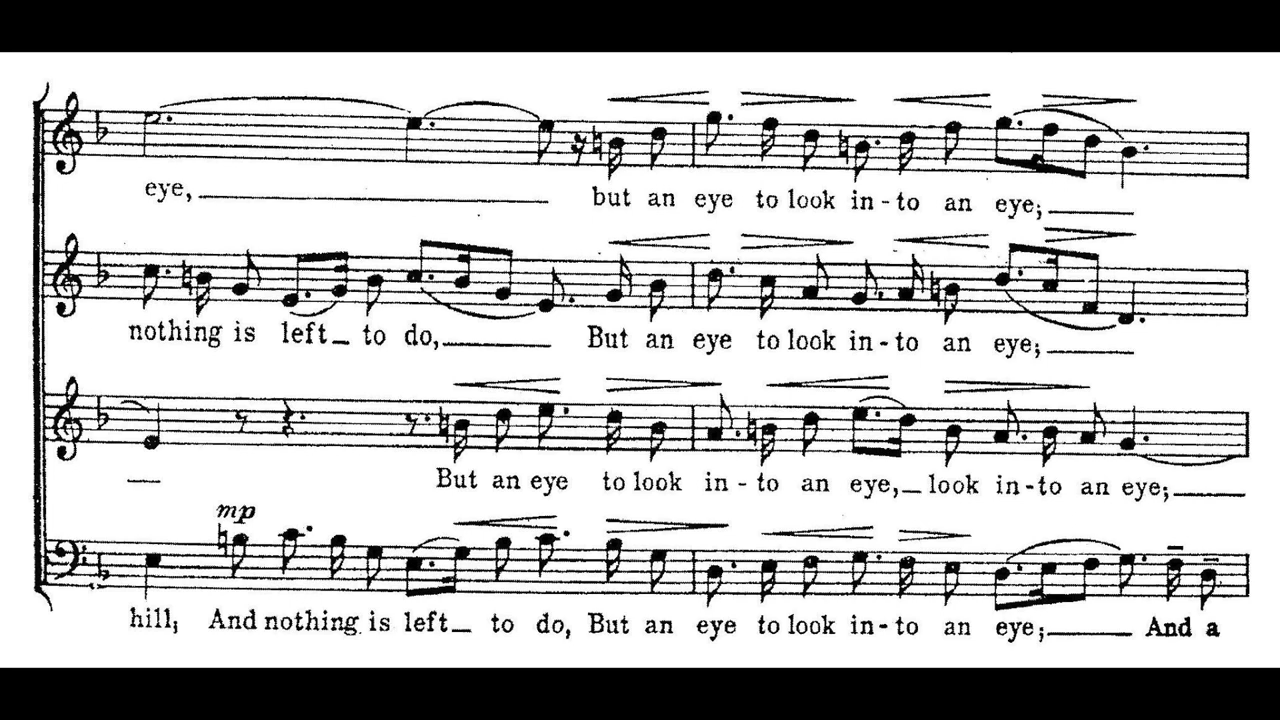 eye, but an eye to look in-to an eye;
nothing is left to do, But an eye to look in-to an eye;
But an eye to look in-to an eye, look in-to an eye;
mp
hill; And nothing is left to do, But an eye to look in-to an eye; And a